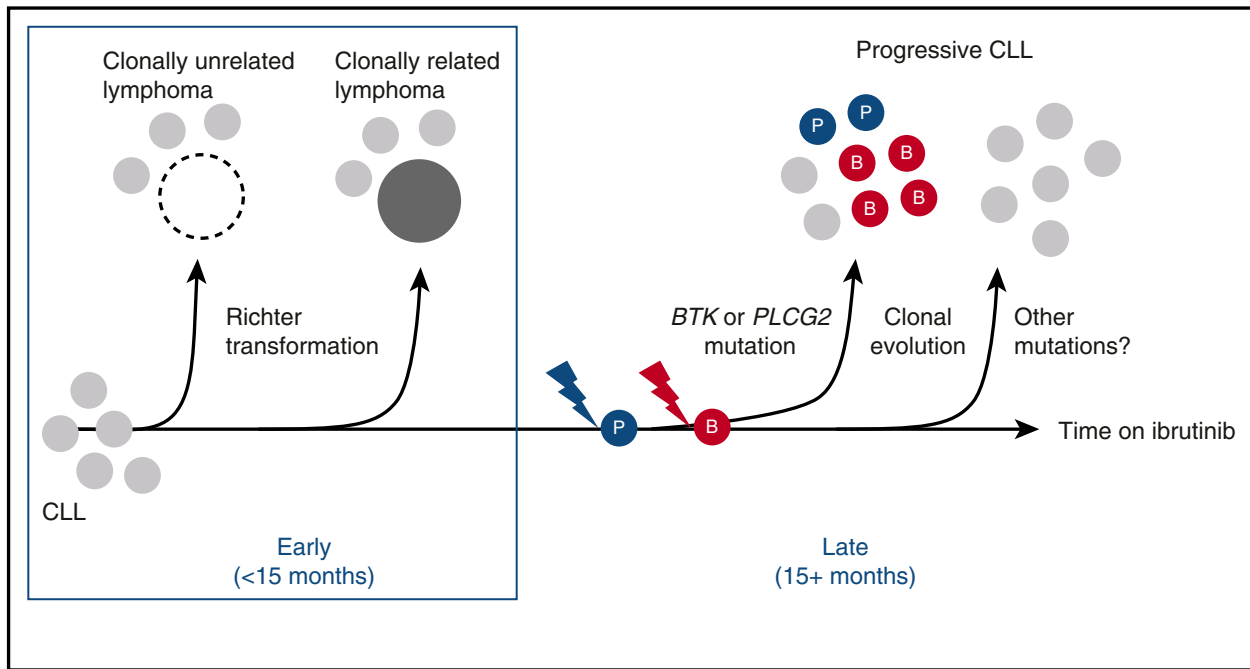 Clonally unrelated
lymphoma
Clonally related
lymphoma
Progressive CLL
P
P
B
B
B
B
Richter
transformation
BTK or PLCG2
mutation
Clonal
evolution
Other
mutations?
P
B
Time on ibrutinib
CLL
Early
(<15 months)
Late
(15+ months)